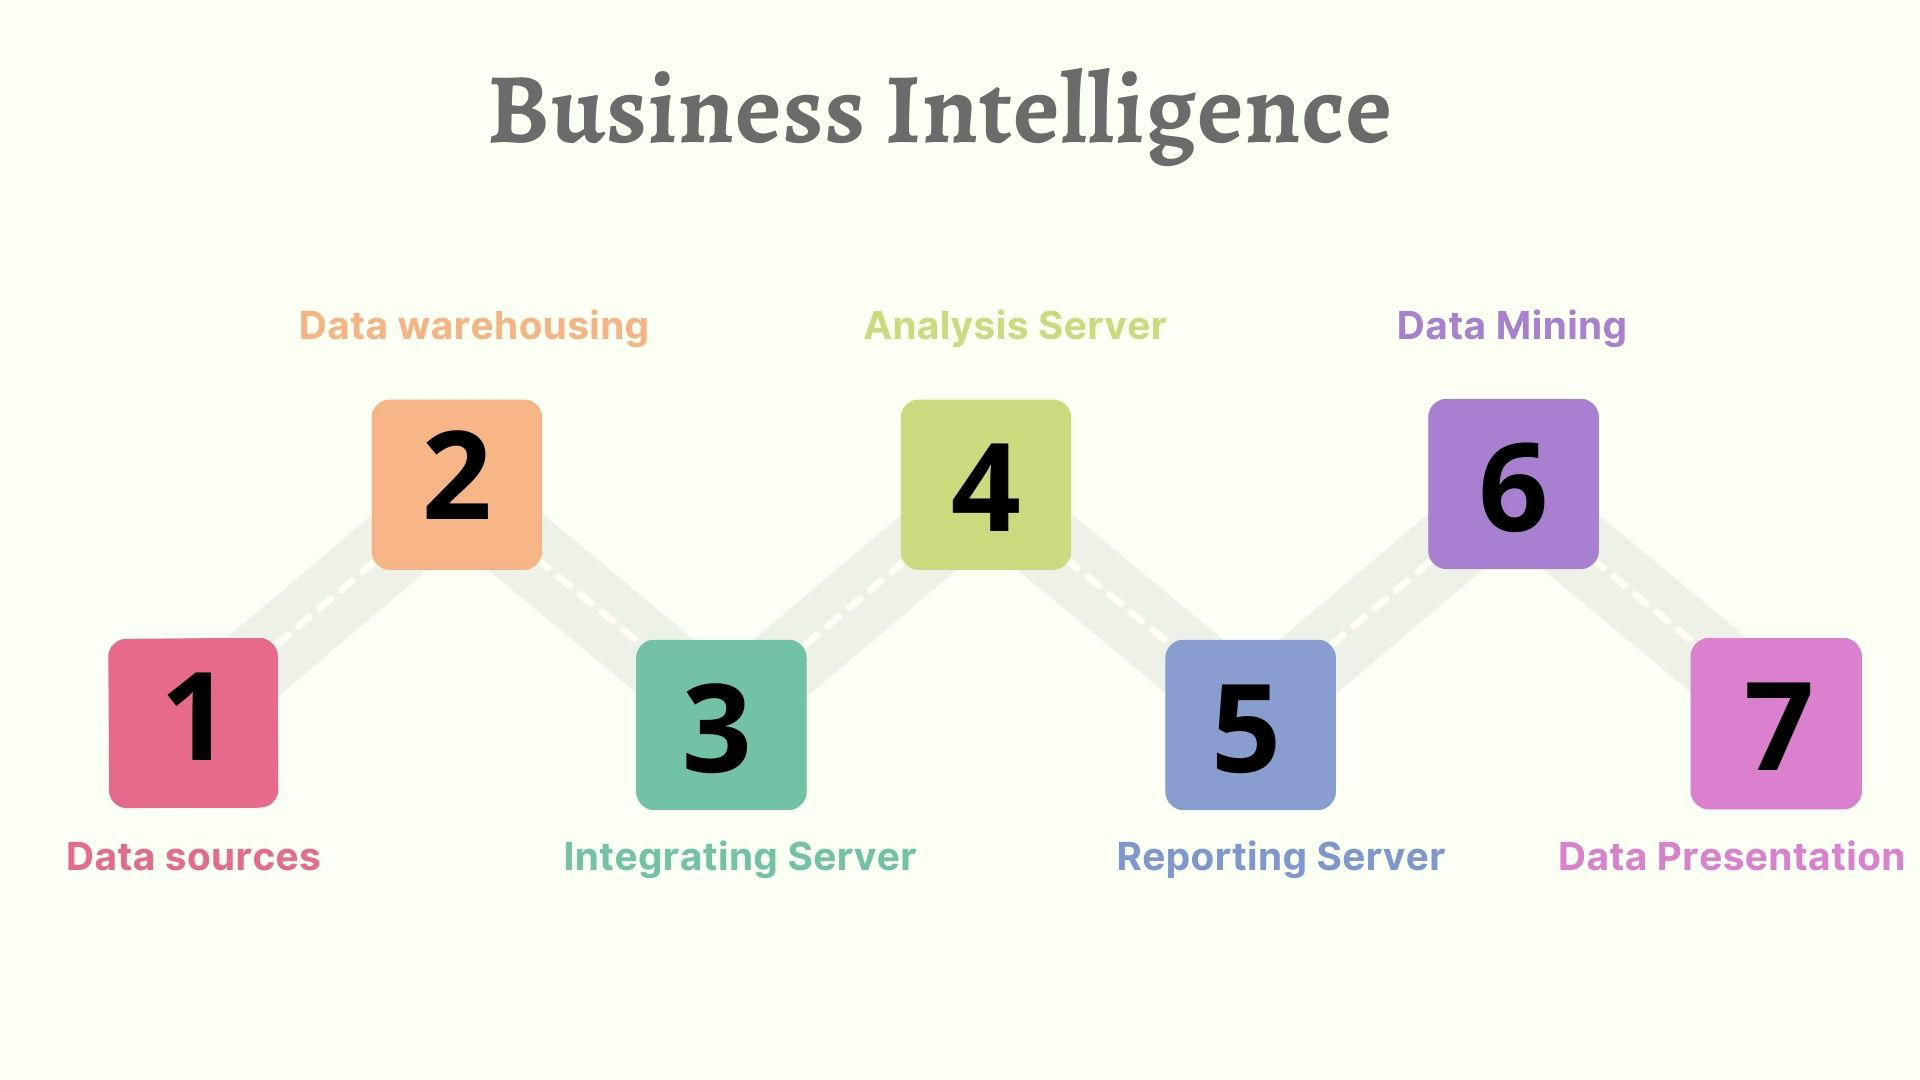 Business Intelligence
Data warehousing
Analysis Server
Data Mining
2
4
6
1
3
5
7
Data sources
Integrating Server
Reporting Server
Data Presentation